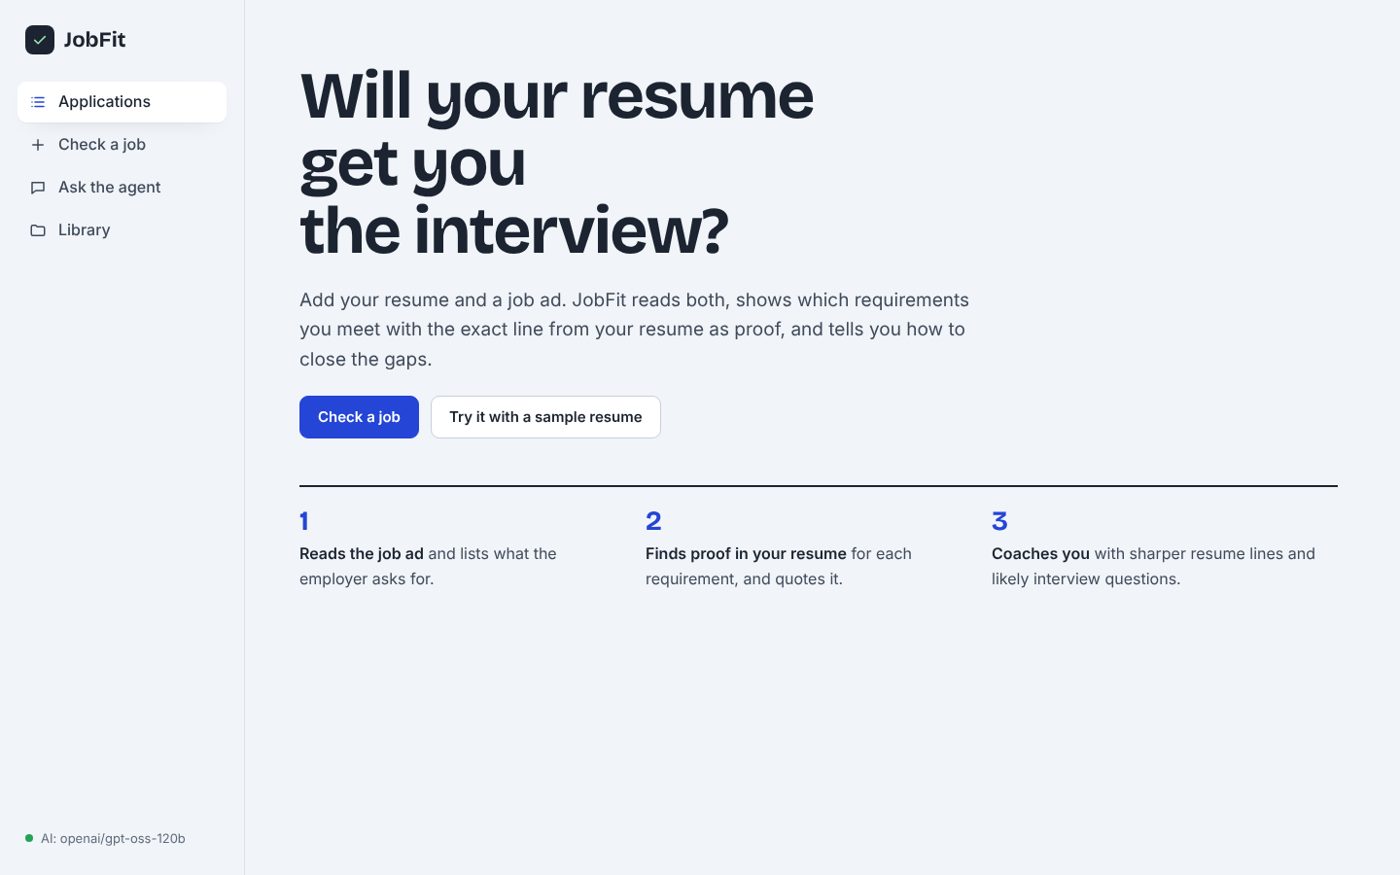 JobFit
Applications
Check a job
Ask the agent
Library
Will your resume
get you
the interview?
Add your resume and a job ad. JobFit reads both, shows which requirements
you meet with the exact line from your resume as proof, and tells you how to
close the gaps.
Check a job
Try it with a sample resume
1
Reads the job ad and lists what the
employer asks for.
2
Finds proof in your resume for each
requirement, and quotes it.
3
Coaches you with sharper resume lines and
likely interview questions.
AI: openai/gpt-oss-120b